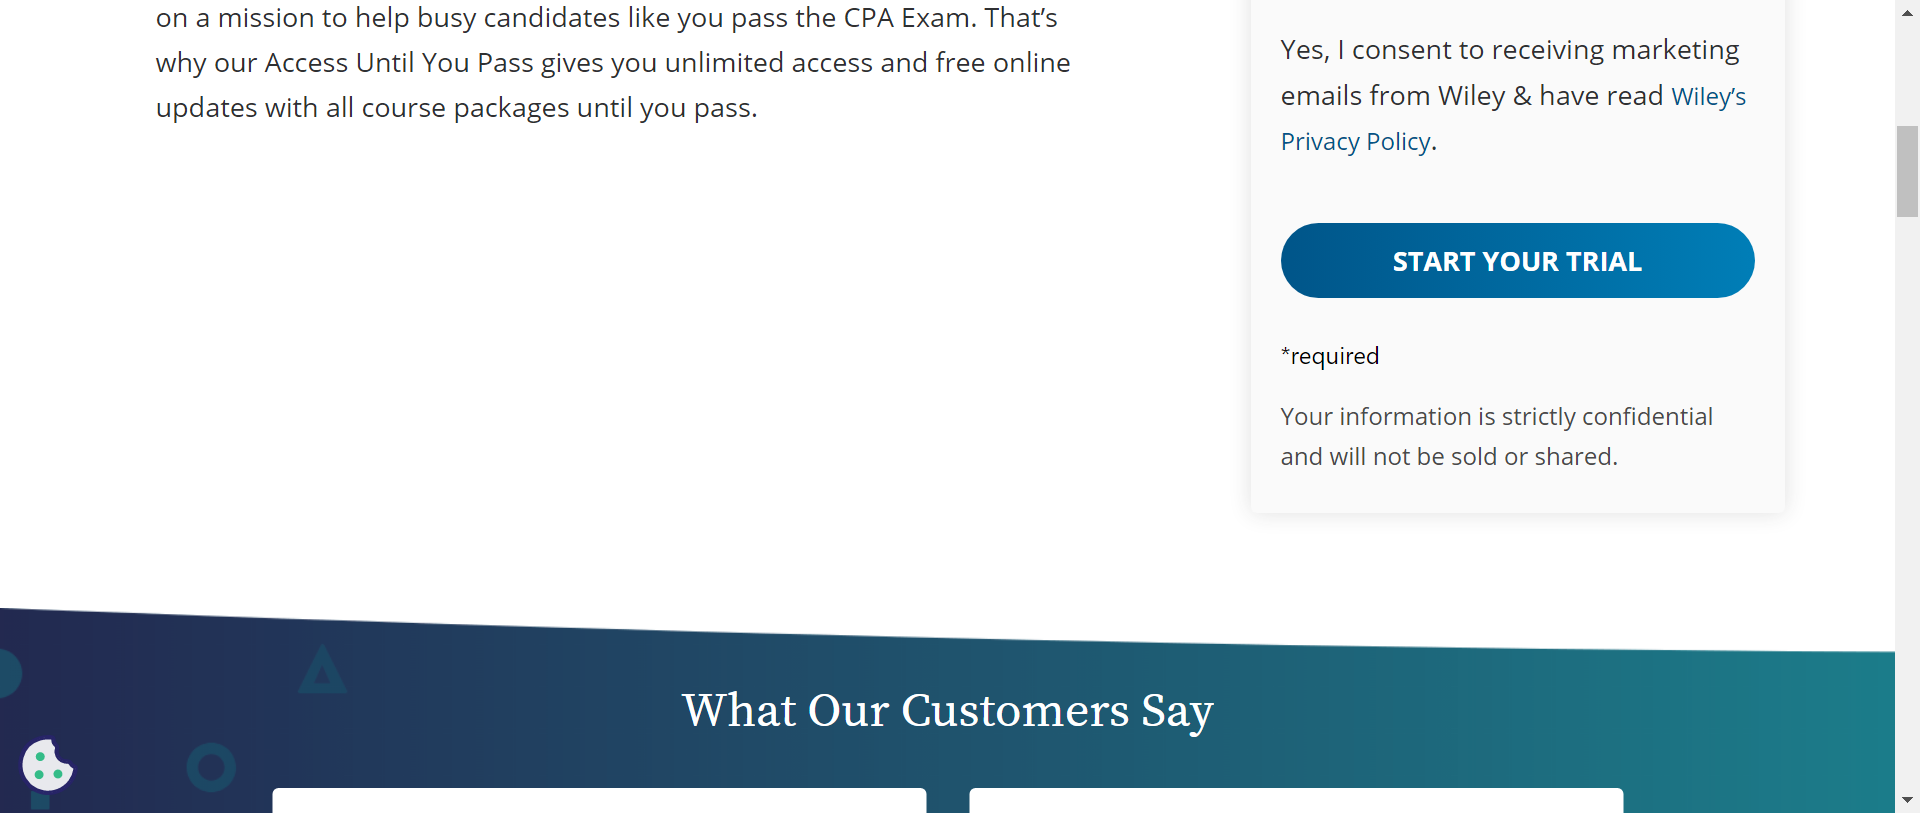 on a mission to help busy candidates like you pass the CPA Exam. That’s
why our Access Until You Pass gives you unlimited access and free online
updates with all course packages until you pass.
Yes, I consent to receiving marketing
emails from Wiley & have read Wiley’s
Privacy Policy.
START YOUR TRIAL
*required
Your information is strictly confidential
and will not be sold or shared.
What Our Customers Say